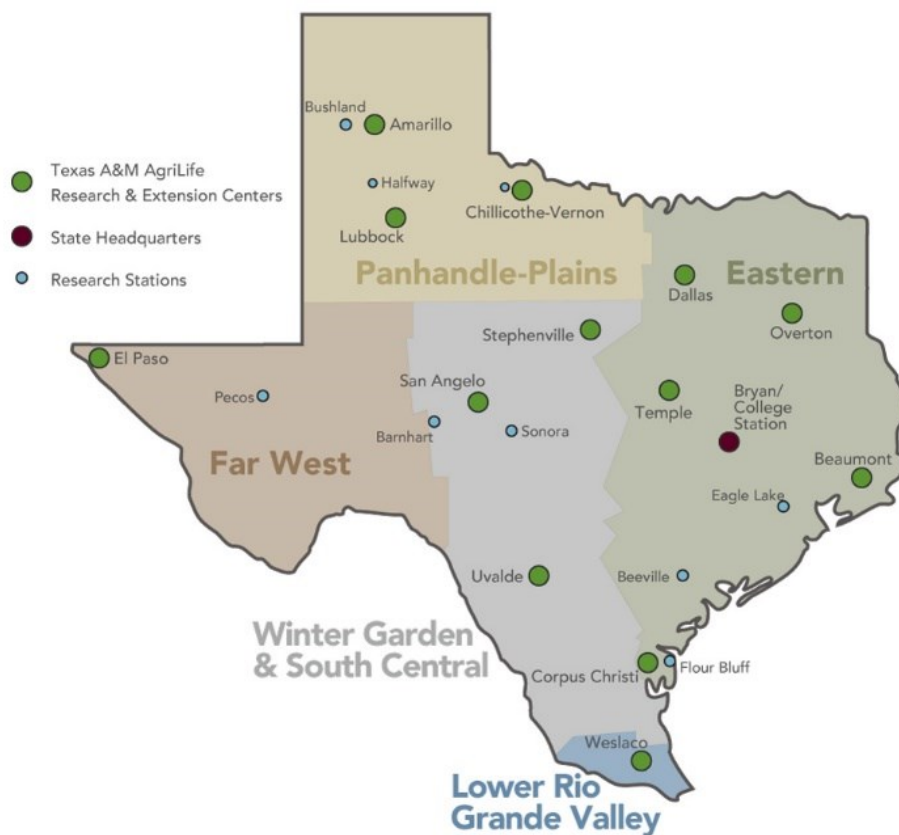 Texas A&M AgriLife
Research & Extension Centers
State Headquarters
Research Stations
Bushland
Amarillo
Halfway
Chillicothe-Vernon
Lubbock
Panhandle-Plains
Eastern
Dallas
Overton
Stephenville
El Paso
San Angelo
Pecos
Temple
Bryan/
College
Station
Barnhart
Sonora
Far West
Beaumont
Eagle Lake
Uvalde
Beeville
Winter Garden
& South Central
Corpus Christi
Flour Bluff
Weslaco
Lower Rio
Grande Valley